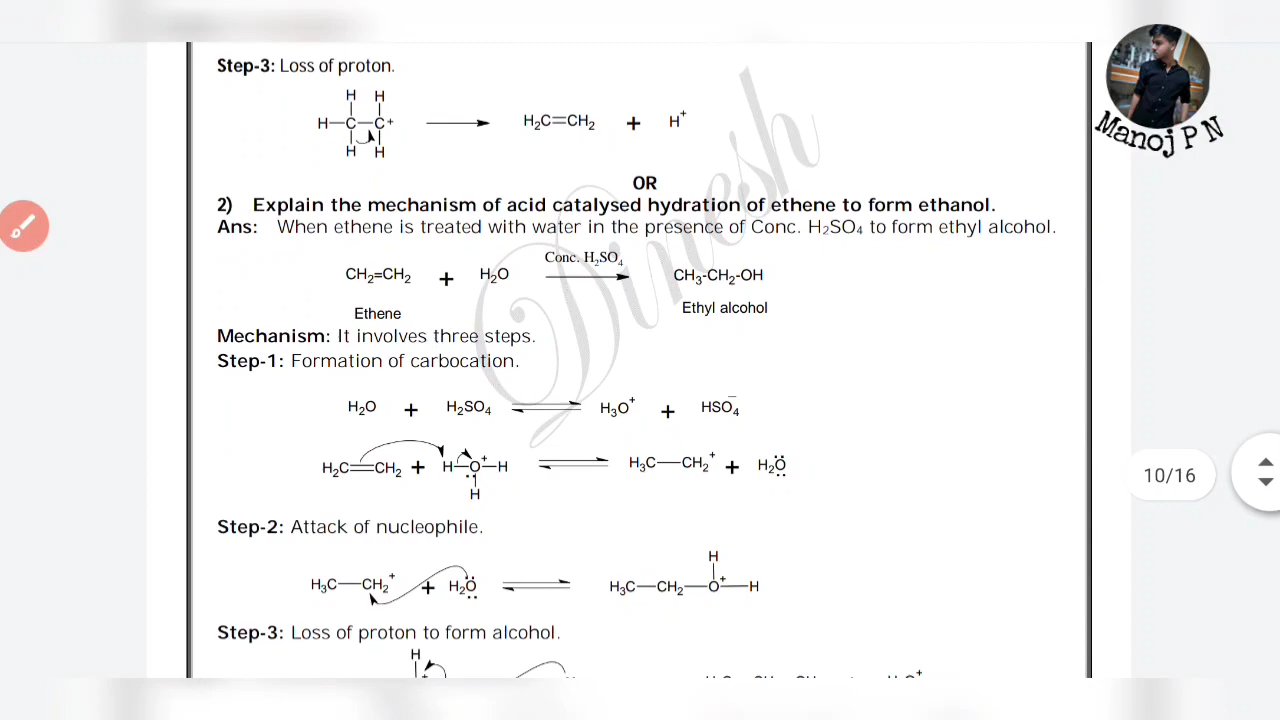 Step-3: Loss of proton.
H H
H—C—C+ ⟶ H₂C=CH₂ + H⁺
H H
OR
2) Explain the mechanism of acid catalysed hydration of ethene to form ethanol.
Ans: When ethene is treated with water in the presence of Conc. H₂SO₄ to form ethyl alcohol.
Conc. H₂SO₄
CH₂=CH₂ + H₂O ⟶ CH₃-CH₂-OH
Ethene Ethyl alcohol
Mechanism: It involves three steps.
Step-1: Formation of carbocation.
H₂O + H₂SO₄ ⇌ H₃O⁺ + HSO₄⁻
H₂C=CH₂ + H—O⁺—H ⇌ H₃C—CH₂⁺ + H₂O
H
Step-2: Attack of nucleophile.
H
H₃C—CH₂⁺ + H₂O ⇌ H₃C—CH₂—O⁺—H
Step-3: Loss of proton to form alcohol.
H
Dinesh
Manoj P N
10/16